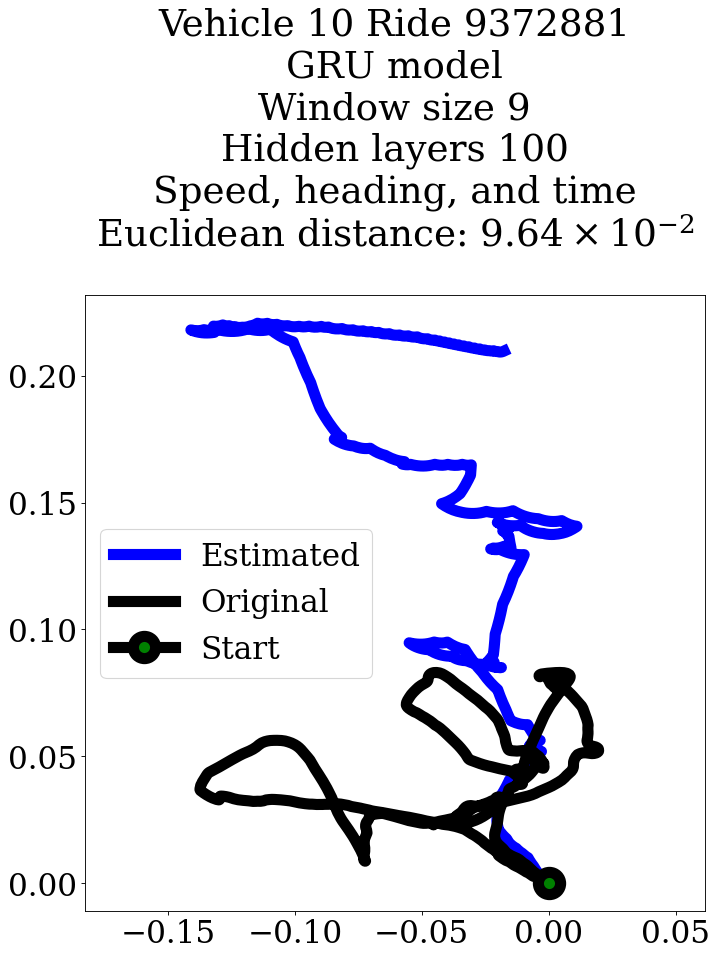 Vehicle 10 Ride 9372881
GRU model
Window size 9
Hidden layers 100
Speed, heading, and time
Euclidean distance: 9.64 × 10⁻²
0.20
0.15
0.10
0.05
0.00
Estimated
Original
Start
−0.15 −0.10 −0.05 0.00 0.05